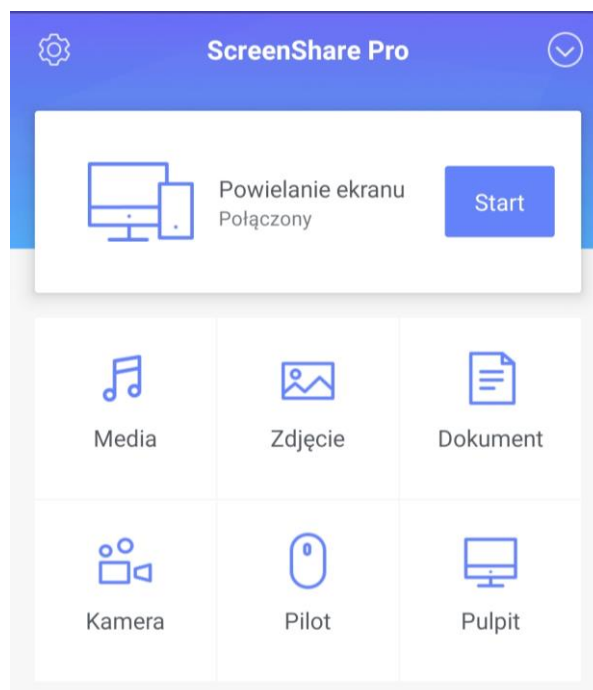 ScreenShare Pro
Powielanie ekranu
Połączony
Start
Media
Zdjęcie
Dokument
Kamera
Pilot
Pulpit